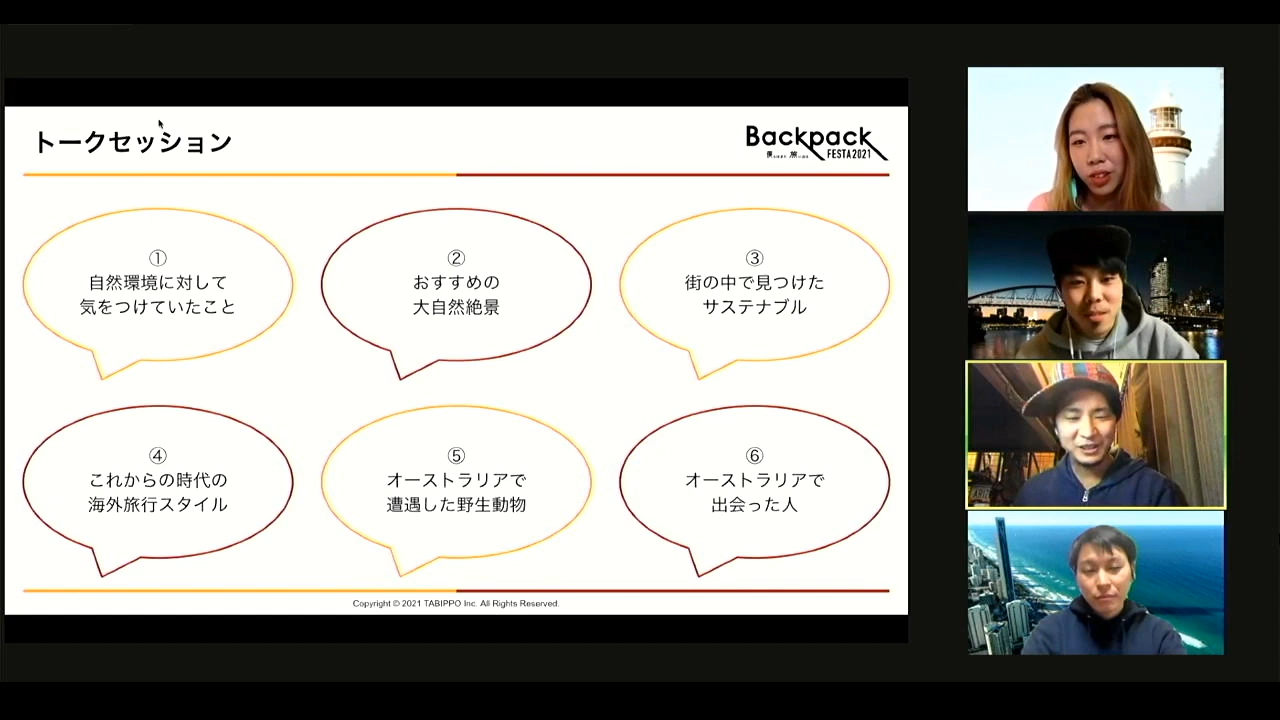 トークセッション
Backpack
FESTA2021
①
自然環境に対して
気をつけていたこと
②
おすすめの
大自然絶景
③
街の中で見つけた
サステナブル
④
これからの時代の
海外旅行スタイル
⑤
オーストラリアで
遭遇した野生動物
⑥
オーストラリアで
出会った人
Copyright © 2021 TABIPPO Inc. All Rights Reserved.